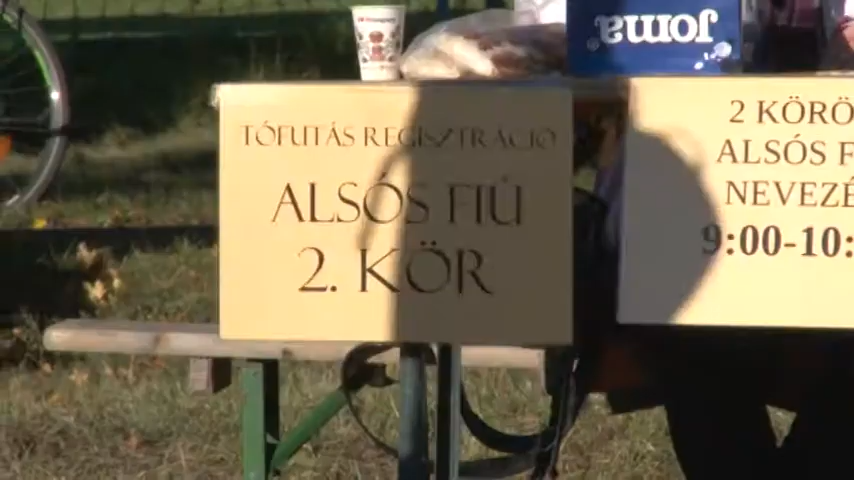 Joma
TÓFUTÁS REGISZTRÁCIÓ
ALSÓS FIÚ
2. KÖR
2 KÖRÖ
ALSÓS F
NEVEZÉ
9:00-10: